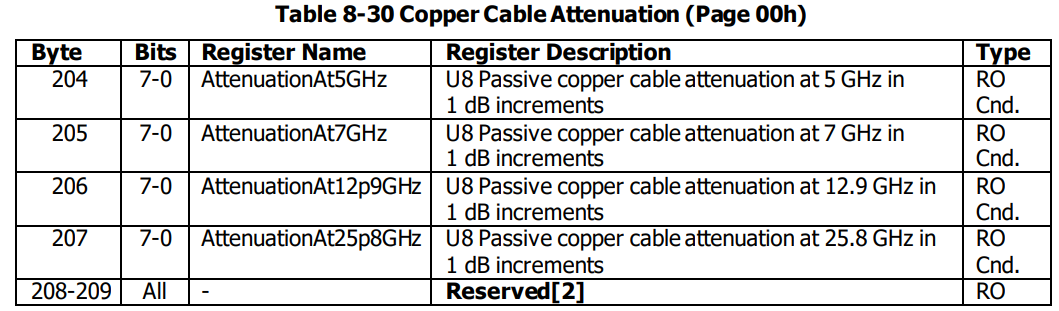 Table 8-30 Copper Cable Attenuation (Page 00h)
Byte Bits Register Name Register Description Type
204 7-0 AttenuationAt5GHz U8 Passive copper cable attenuation at 5 GHz in RO
1 dB increments Cnd.
205 7-0 AttenuationAt7GHz U8 Passive copper cable attenuation at 7 GHz in RO
1 dB increments Cnd.
206 7-0 AttenuationAt12p9GHz U8 Passive copper cable attenuation at 12.9 GHz in RO
1 dB increments Cnd.
207 7-0 AttenuationAt25p8GHz U8 Passive copper cable attenuation at 25.8 GHz in RO
1 dB increments Cnd.
208-209 All - Reserved[2] RO